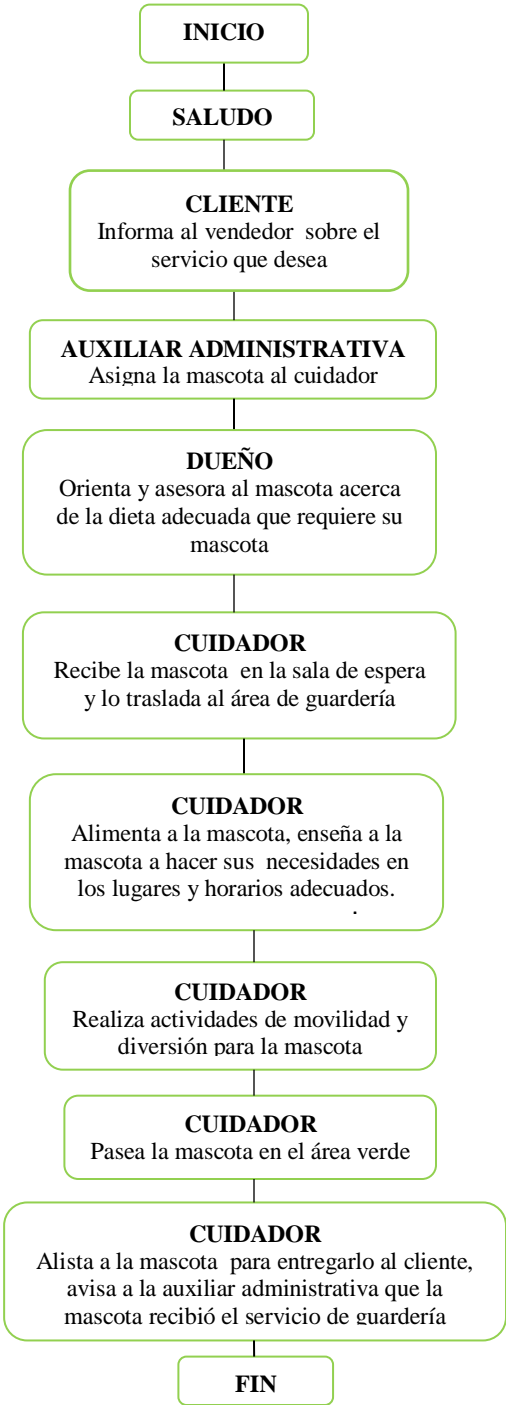 INICIO
SALUDO
CLIENTE
Informa al vendedor sobre el
servicio que desea
AUXILIAR ADMINISTRATIVA
Asigna la mascota al cuidador
DUEÑO
Orienta y asesora al mascota acerca
de la dieta adecuada que requiere su
mascota
CUIDADOR
Recibe la mascota en la sala de espera
y lo traslada al área de guardería
CUIDADOR
Alimenta a la mascota, enseña a la
mascota a hacer sus necesidades en
los lugares y horarios adecuados.
.
CUIDADOR
Realiza actividades de movilidad y
diversión para la mascota
CUIDADOR
Pasea la mascota en el área verde
CUIDADOR
Alista a la mascota para entregarlo al cliente,
avisa a la auxiliar administrativa que la
mascota recibió el servicio de guardería
FIN